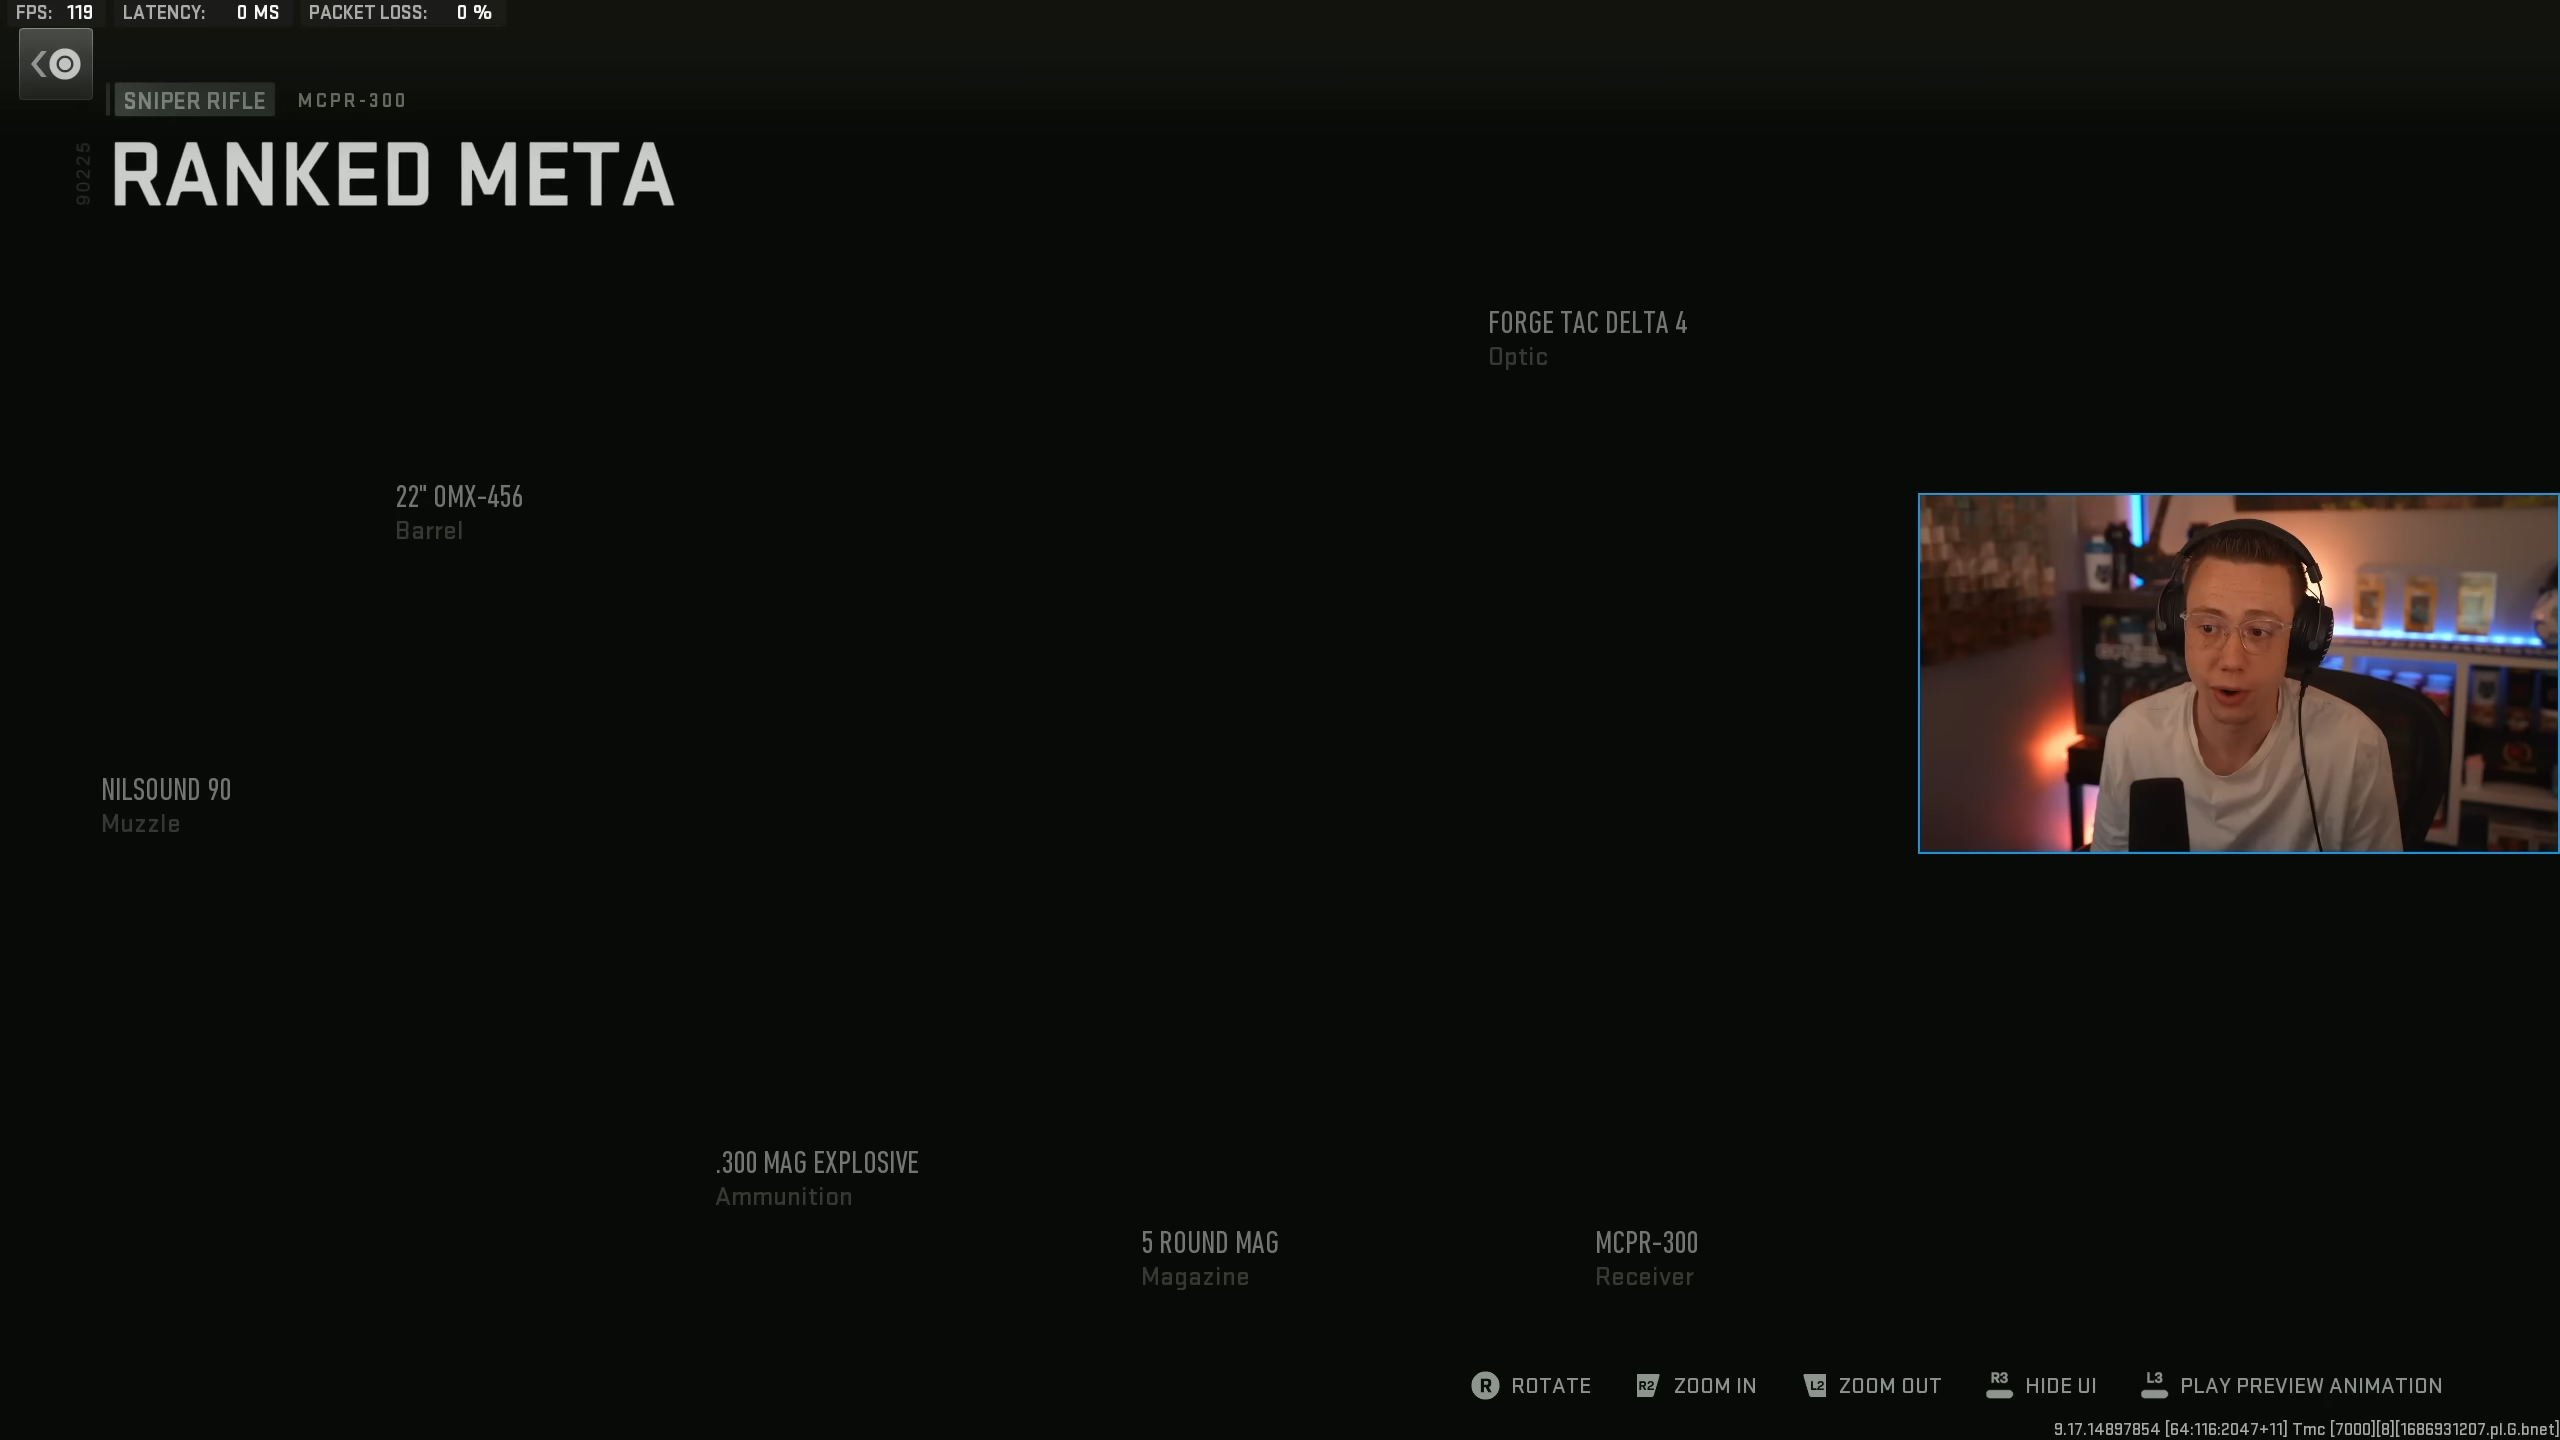 FPS: 119 LATENCY: 0 MS PACKET LOSS: 0 %
SNIPER RIFLE MCPR-300
90225
RANKED META
FORGE TAC DELTA 4
Optic
22" OMX-456
Barrel
NILSOUND 90
Muzzle
.300 MAG EXPLOSIVE
Ammunition
5 ROUND MAG
Magazine
MCPR-300
Receiver
R ROTATE R2 ZOOM IN L2 ZOOM OUT R3 HIDE UI L3 PLAY PREVIEW ANIMATION
9.17.14897854 [64:116:2047+11] Tmc [7000][8][1686931207.pl.G.bnet]